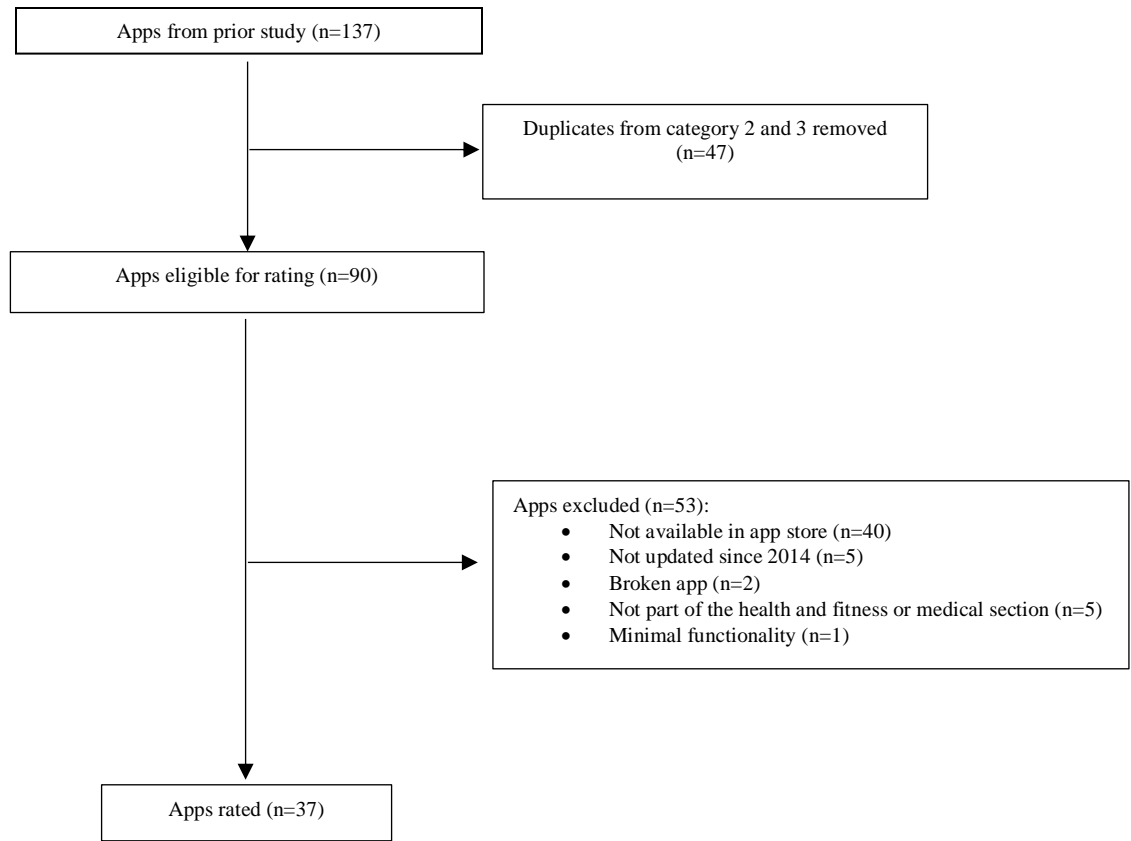 Apps from prior study (n=137)
Duplicates from category 2 and 3 removed
(n=47)
Apps eligible for rating (n=90)
Apps excluded (n=53):
• Not available in app store (n=40)
• Not updated since 2014 (n=5)
• Broken app (n=2)
• Not part of the health and fitness or medical section (n=5)
• Minimal functionality (n=1)
Apps rated (n=37)